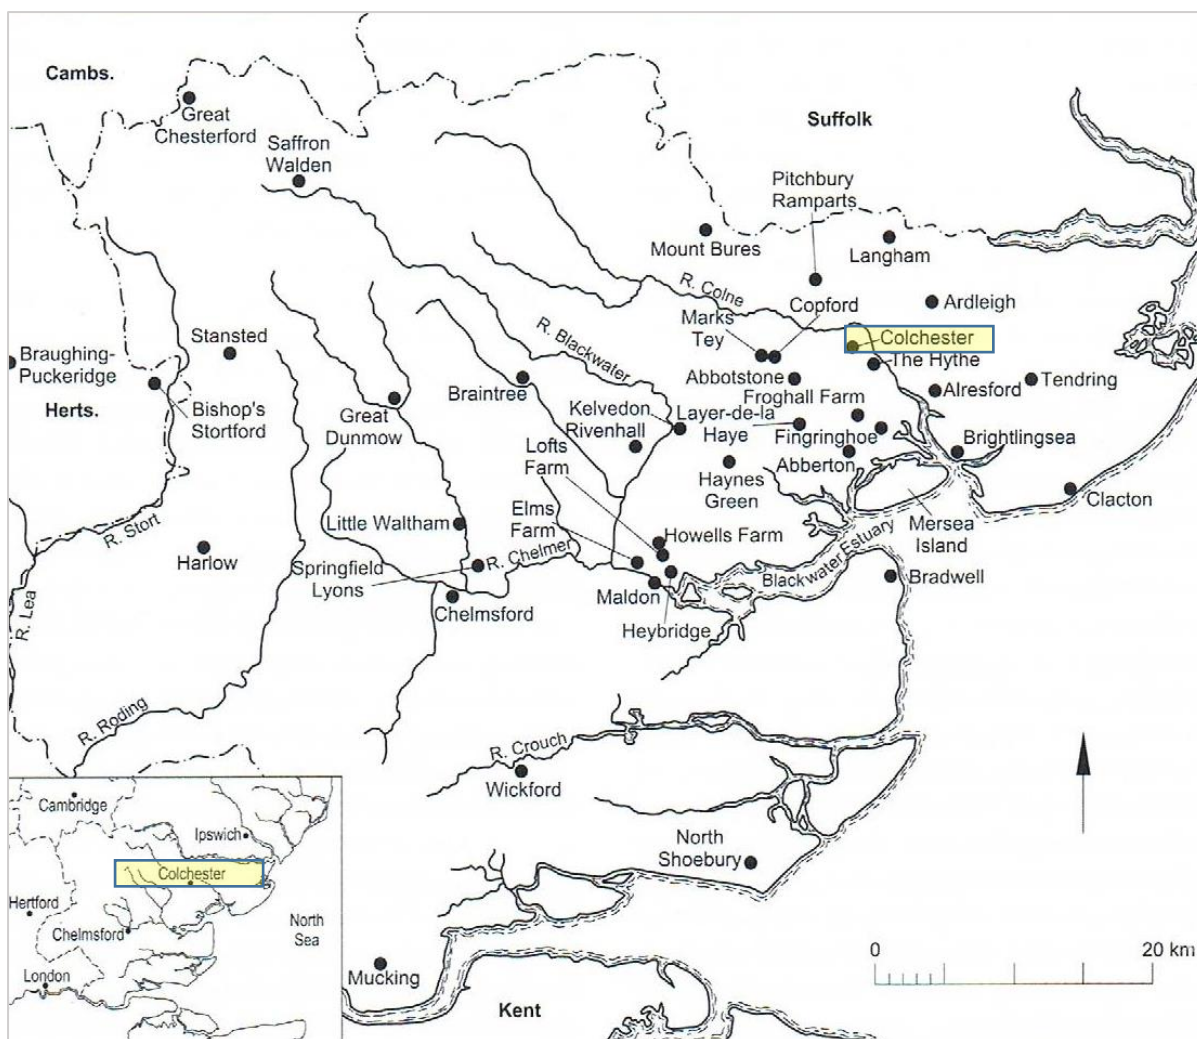 Cambs.
Great
Chesterford
Saffron
Walden
Suffolk
Pitchbury
Ramparts
Mount Bures
Langham
R. Colne
Copford
Ardleigh
Marks
Tey
Colchester
The Hythe
Stansted
Braughing-
Puckeridge
R. Blackwater
Abbotstone
Alresford
Tendring
Herts.
Bishop's
Stortford
Braintree
Great
Dunmow
Kelvedon
Rivenhall
Layer-de-la
Haye
Froghall Farm
Fingringhoe
Brightlingsea
Lofts
Farm
Abberton
Haynes
Green
Clacton
Elms
Farm
Little Waltham
Howells Farm
Mersea
Island
R. Stort
Harlow
Springfield
Lyons
R. Chelmer
Blackwater Estuary
Bradwell
R. Lea
Chelmsford
Maldon
Heybridge
R. Roding
R. Crouch
Wickford
North
Shoebury
Mucking
Kent
0
20 km
Cambridge
Ipswich
Colchester
Hertford
Chelmsford
North
Sea
London